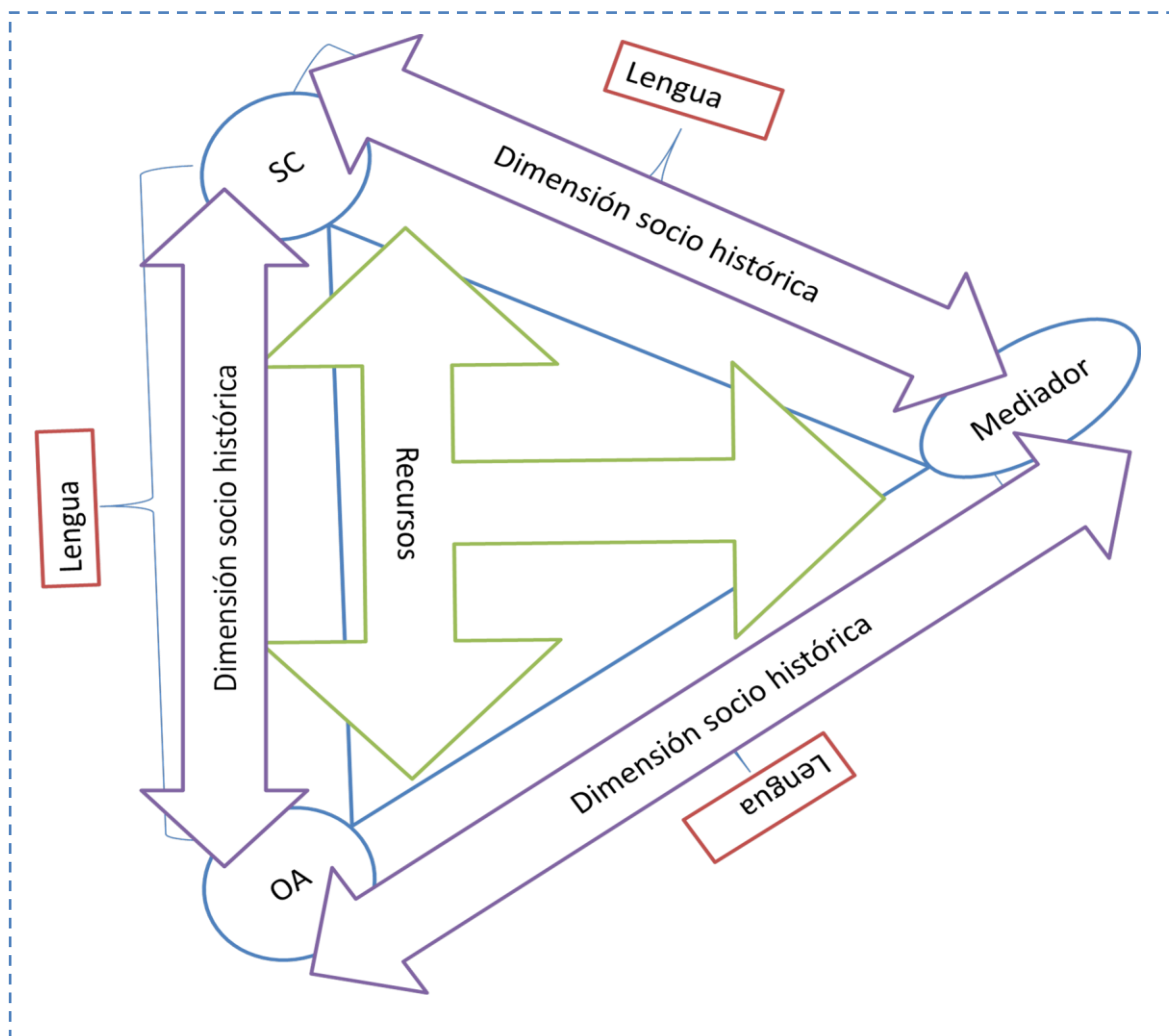 Lengua
SC
Dimensión socio histórica
Mediador
Lengua
Dimensión socio histórica
Recursos
Dimensión socio histórica
Lengua
OA